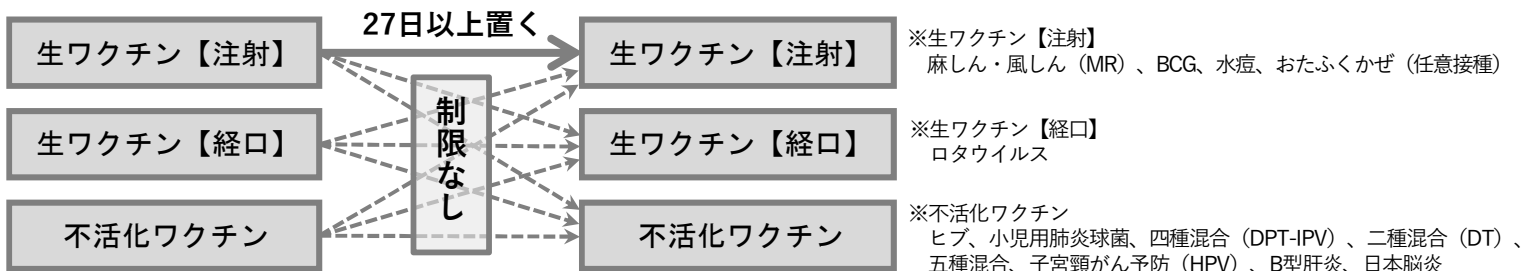 27日以上置く
生ワクチン【注射】
生ワクチン【経口】
不活化ワクチン
制限なし
生ワクチン【注射】
生ワクチン【経口】
不活化ワクチン
※生ワクチン【注射】
麻しん・風しん（MR）、BCG、水痘、おたふくかぜ（任意接種）
※生ワクチン【経口】
ロタウイルス
※不活化ワクチン
ヒブ、小児用肺炎球菌、四種混合（DPT-IPV）、二種混合（DT）、
五種混合、子宮頸がん予防（HPV）、B型肝炎、日本脳炎